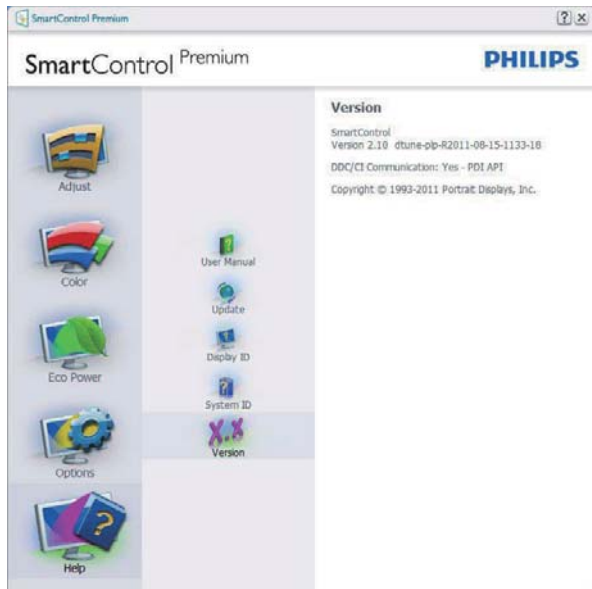 SmartControl Premium
SmartControl Premium
PHILIPS
Adjust
Color
Eco Power
Options
Help
User Manual
Update
Display ID
System ID
X.X
Version
Version
SmartControl
Version 2.10 dtune-plp-R2011-08-15-1133-18
DDC/CI Communication: Yes - PDI API
Copyright © 1993-2011 Portrait Displays, Inc.